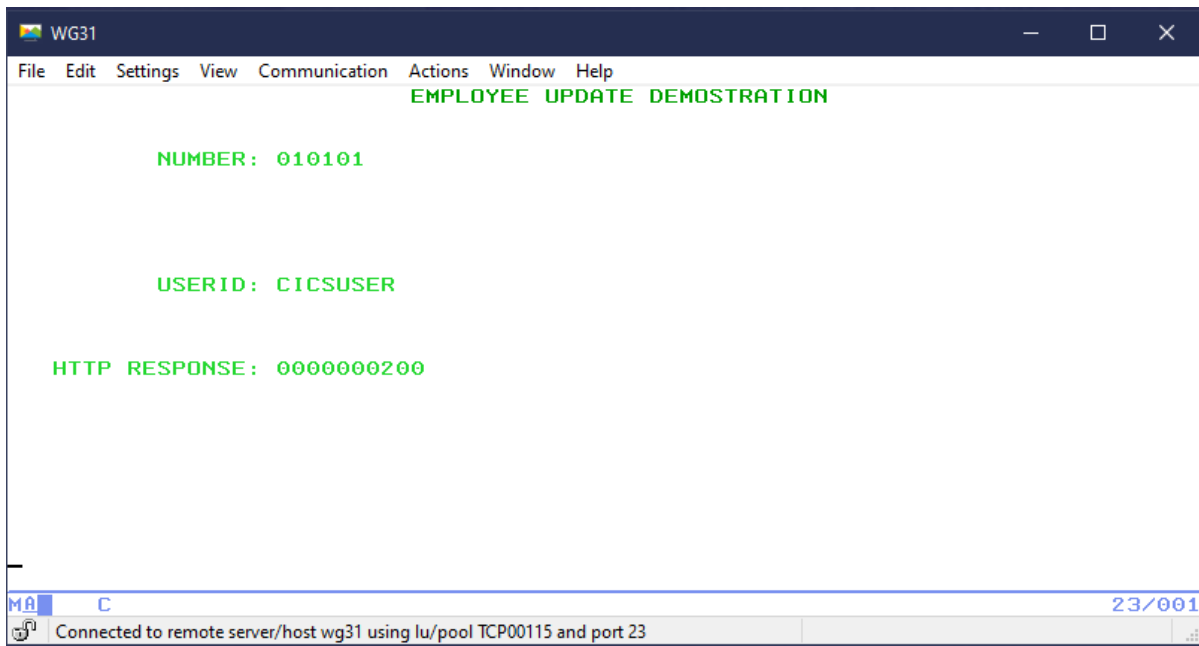 WG31
File Edit Settings View Communication Actions Window Help
EMPLOYEE UPDATE DEMOSTRATION
NUMBER: 010101
USERID: CICSUSER
HTTP RESPONSE: 0000000200
MA C 23/001
Connected to remote server/host wg31 using lu/pool TCP00115 and port 23